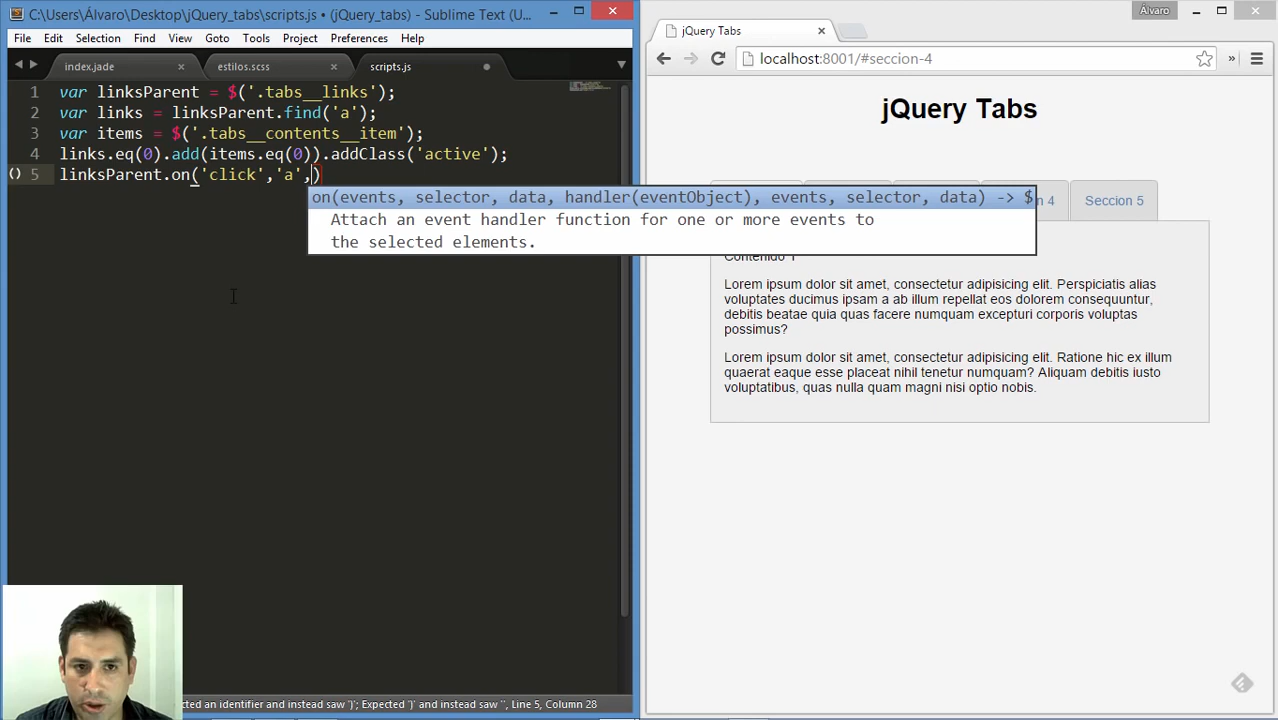 C:\Users\Álvaro\Desktop\jQuery_tabs\scripts.js • (jQuery_tabs) - Sublime Text (U...
File Edit Selection Find View Goto Tools Project Preferences Help
index.jade × estilos.scss × scripts.js
1 var linksParent = $('.tabs__links');
2 var links = linksParent.find('a');
3 var items = $('.tabs__contents__item');
4 links.eq(0).add(items.eq(0)).addClass('active');
5 linksParent.on('click','a',)
on(events, selector, data, handler(eventObject), events, selector, data) -> $
Attach an event handler function for one or more events to
the selected elements.
cted an identifier and instead saw ')'; Expected ')' and instead saw '', Line 5, Column 28
Álvaro
jQuery Tabs
localhost:8001/#seccion-4
jQuery Tabs
4 Seccion 5
Contenido 1
Lorem ipsum dolor sit amet, consectetur adipisicing elit. Perspiciatis alias
voluptates ducimus ipsam a ab illum repellat eos dolorem consequuntur,
debitis beatae quia quas facere numquam excepturi corporis voluptas
possimus?
Lorem ipsum dolor sit amet, consectetur adipisicing elit. Ratione hic ex illum
quaerat eaque esse placeat nihil tenetur numquam? Aliquam debitis iusto
voluptatibus, quas nulla quam magni nisi optio nobis.